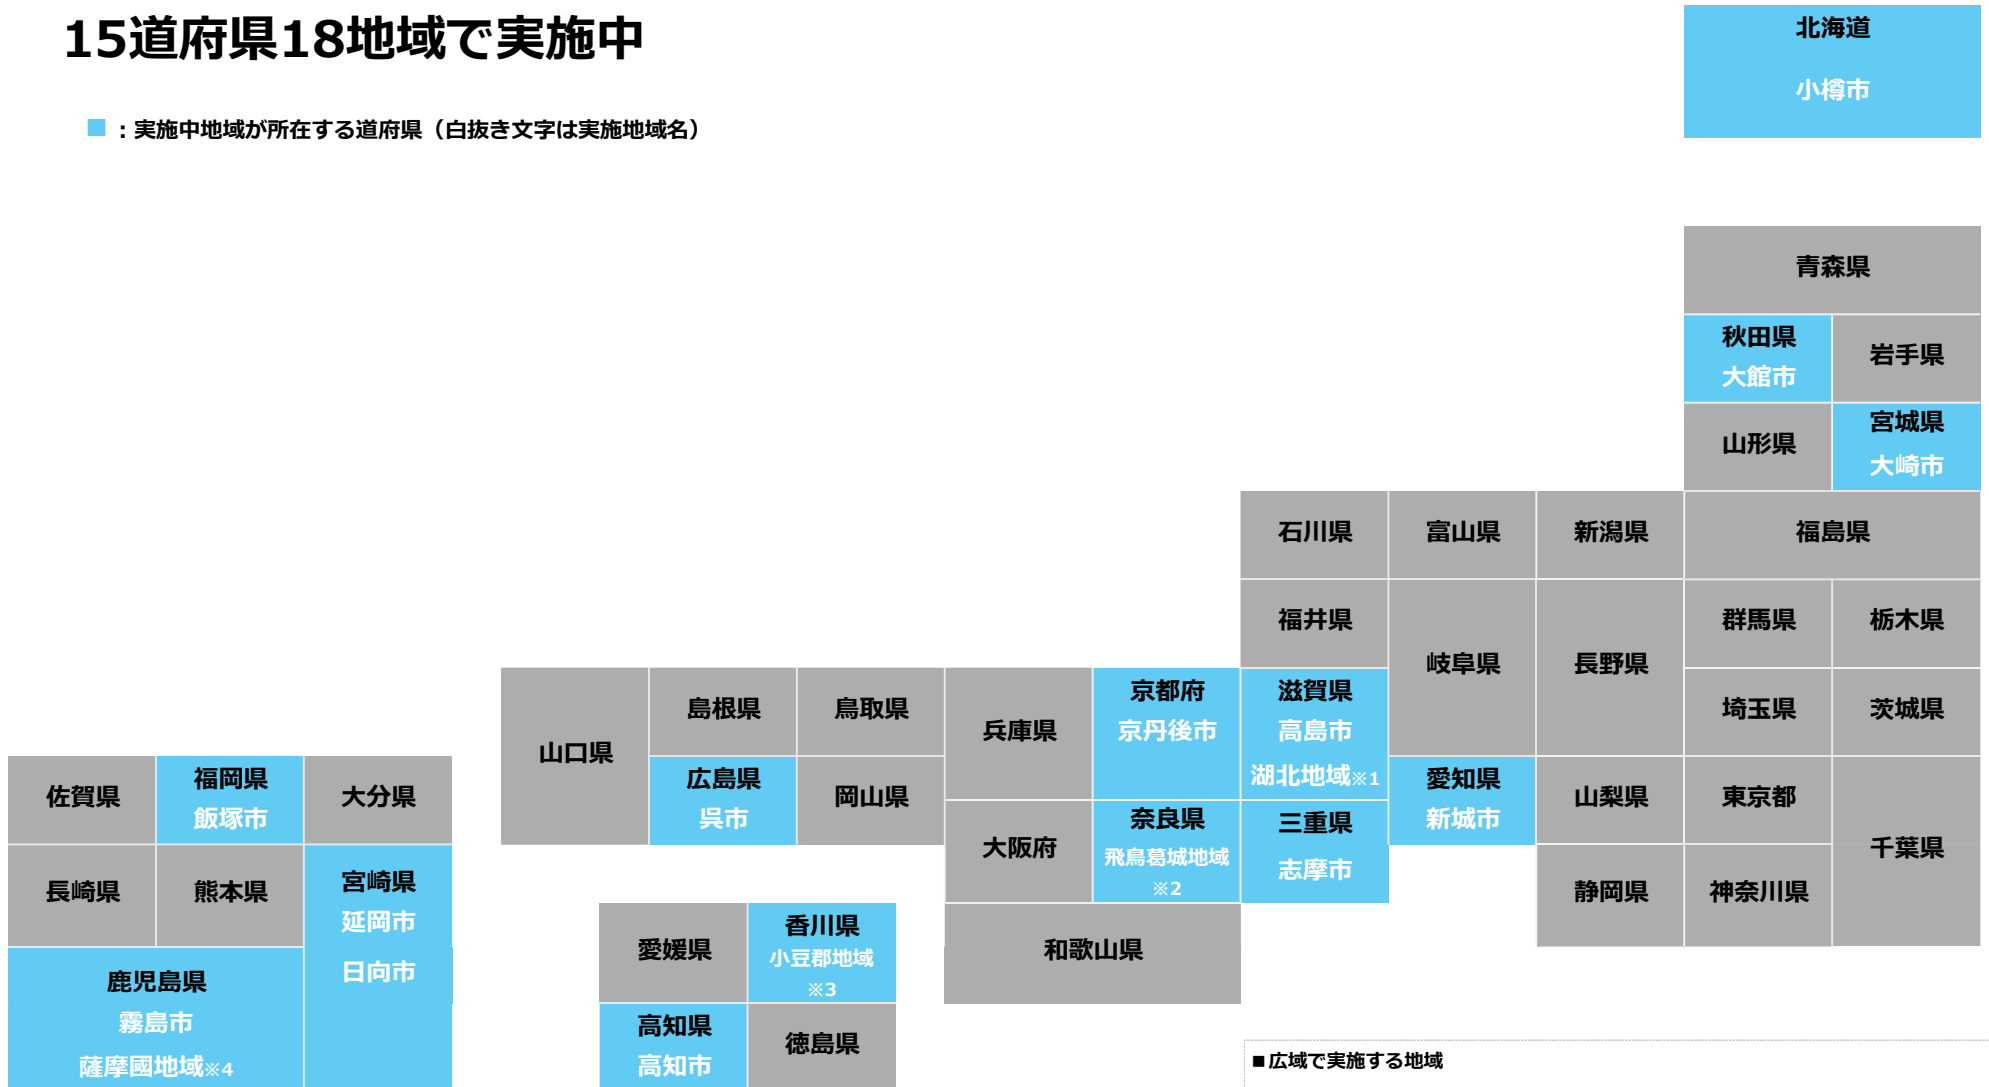 15道府県18地域で実施中
■：実施中地域が所在する道府県（白抜き文字は実施地域名）
北海道
小樽市
青森県
秋田県
大館市
岩手県
山形県
宮城県
大崎市
石川県
富山県
新潟県
福島県
福井県
岐阜県
長野県
群馬県
栃木県
埼玉県
茨城県
山口県
島根県
鳥取県
兵庫県
京都府
京丹後市
滋賀県
高島市
湖北地域※1
広島県
呉市
岡山県
大阪府
奈良県
飛鳥葛城地域
※2
三重県
志摩市
愛知県
新城市
山梨県
東京都
千葉県
静岡県
神奈川県
和歌山県
佐賀県
福岡県
飯塚市
大分県
長崎県
熊本県
宮崎県
延岡市
日向市
鹿児島県
霧島市
薩摩國地域※4
愛媛県
香川県
小豆郡地域
※3
高知県
高知市
徳島県
■広域で実施する地域